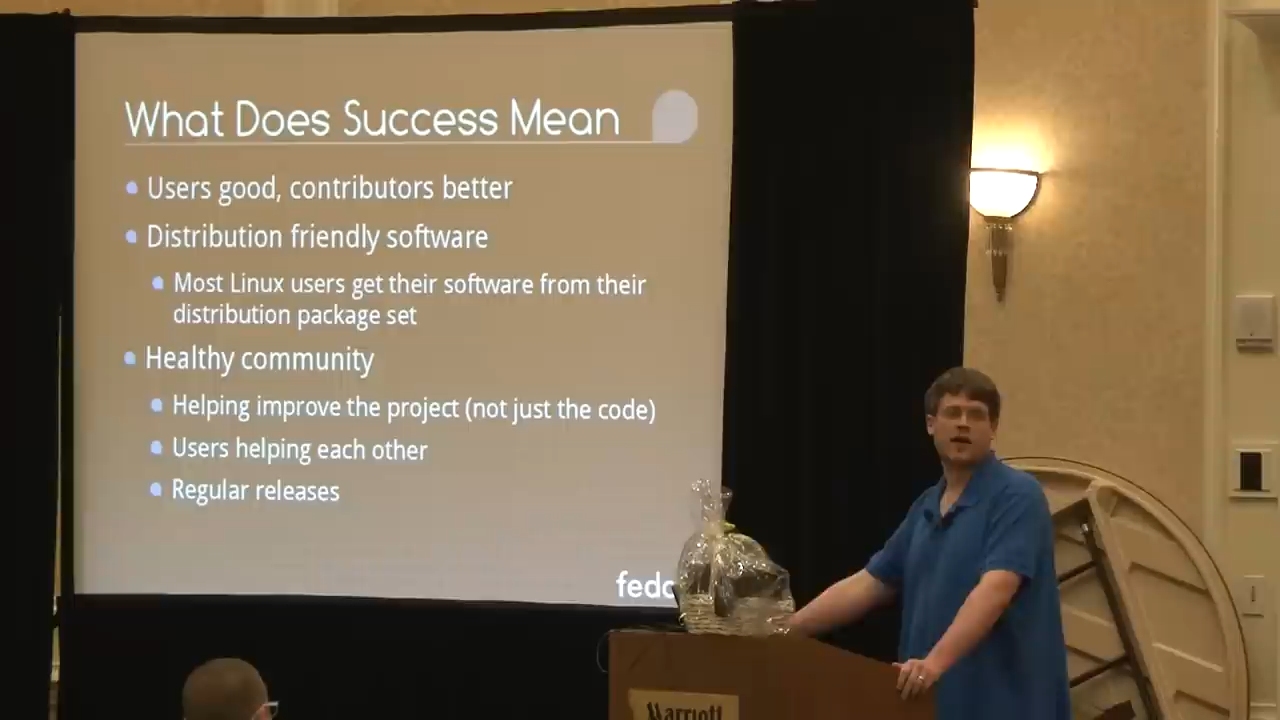 What Does Success Mean
Users good, contributors better
Distribution friendly software
Most Linux users get their software from their
distribution package set
Healthy community
Helping improve the project (not just the code)
Users helping each other
Regular releases
fedo
Marriott